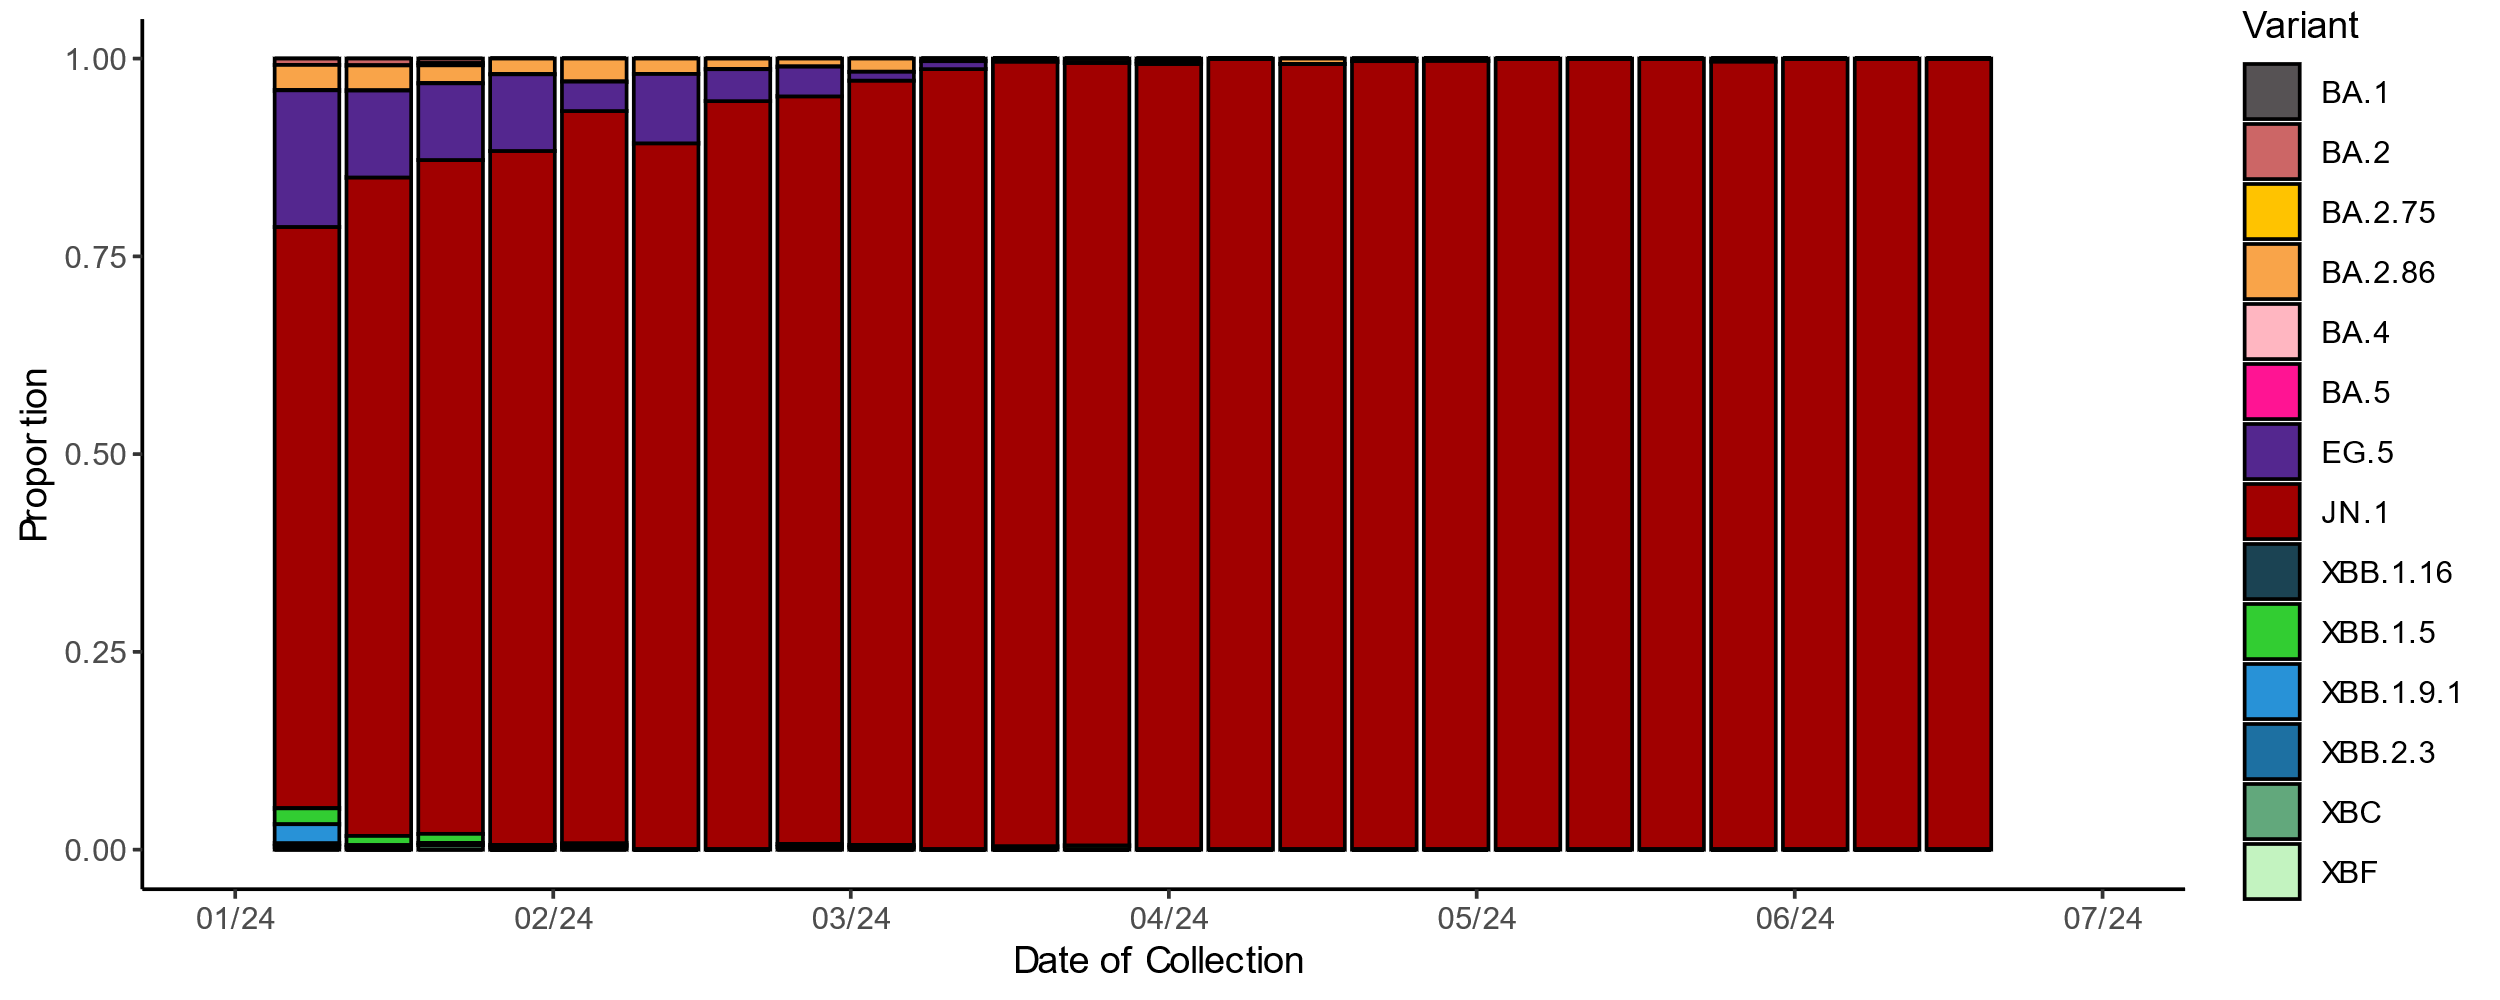 Variant
BA.1
BA.2
BA.2.75
BA.2.86
BA.4
BA.5
EG.5
JN.1
XBB.1.16
XBB.1.5
XBB.1.9.1
XBB.2.3
XBC
XBF
Proportion
1.00
0.75
0.50
0.25
0.00
01/24 02/24 03/24 04/24 05/24 06/24 07/24
Date of Collection